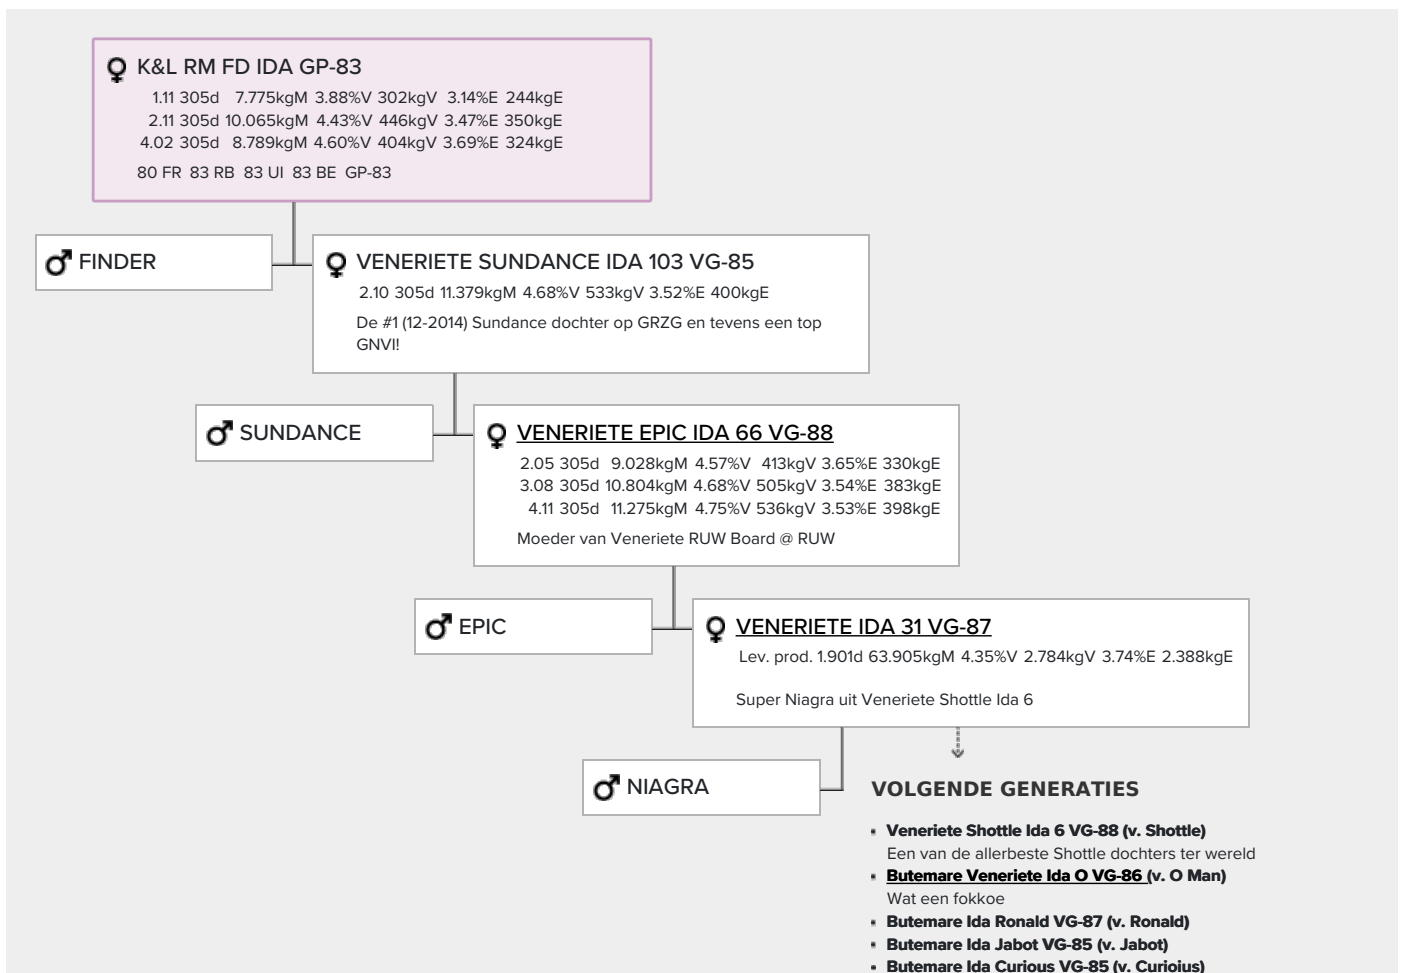 K&L RM FD IDA GP-83
1.11 305d 7.775kgM 3.88%V 302kgV 3.14%E 244kgE
2.11 305d 10.065kgM 4.43%V 446kgV 3.47%E 350kgE
4.02 305d 8.789kgM 4.60%V 404kgV 3.69%E 324kgE
80 FR 83 RB 83 UI 83 BE GP-83
FINDER
VENERIETE SUNDANCE IDA 103 VG-85
2.10 305d 11.379kgM 4.68%V 533kgV 3.52%E 400kgE
De #1 (12-2014) Sundance dochter op GRZG en tevens een top
GNVI!
SUNDANCE
VENERIETE EPIC IDA 66 VG-88
2.05 305d 9.028kgM 4.57%V 413kgV 3.65%E 330kgE
3.08 305d 10.804kgM 4.68%V 505kgV 3.54%E 383kgE
4.11 305d 11.275kgM 4.75%V 536kgV 3.53%E 398kgE
Moeder van Veneriete RUW Board @ RUW
EPIC
VENERIETE IDA 31 VG-87
Lev. prod. 1.901d 63.905kgM 4.35%V 2.784kgV 3.74%E 2.388kgE
Super Niagra uit Veneriete Shottle Ida 6
NIAGRA
VOLGENDE GENERATIES
Veneriete Shottle Ida 6 VG-88 (v. Shottle)
Een van de allerbeste Shottle dochters ter wereld
Butemare Veneriete Ida O VG-86 (v. O Man)
Wat een fokkoe
Butemare Ida Ronald VG-87 (v. Ronald)
Butemare Ida Jabot VG-85 (v. Jabot)
Butemare Ida Curious VG-85 (v. Curioius)